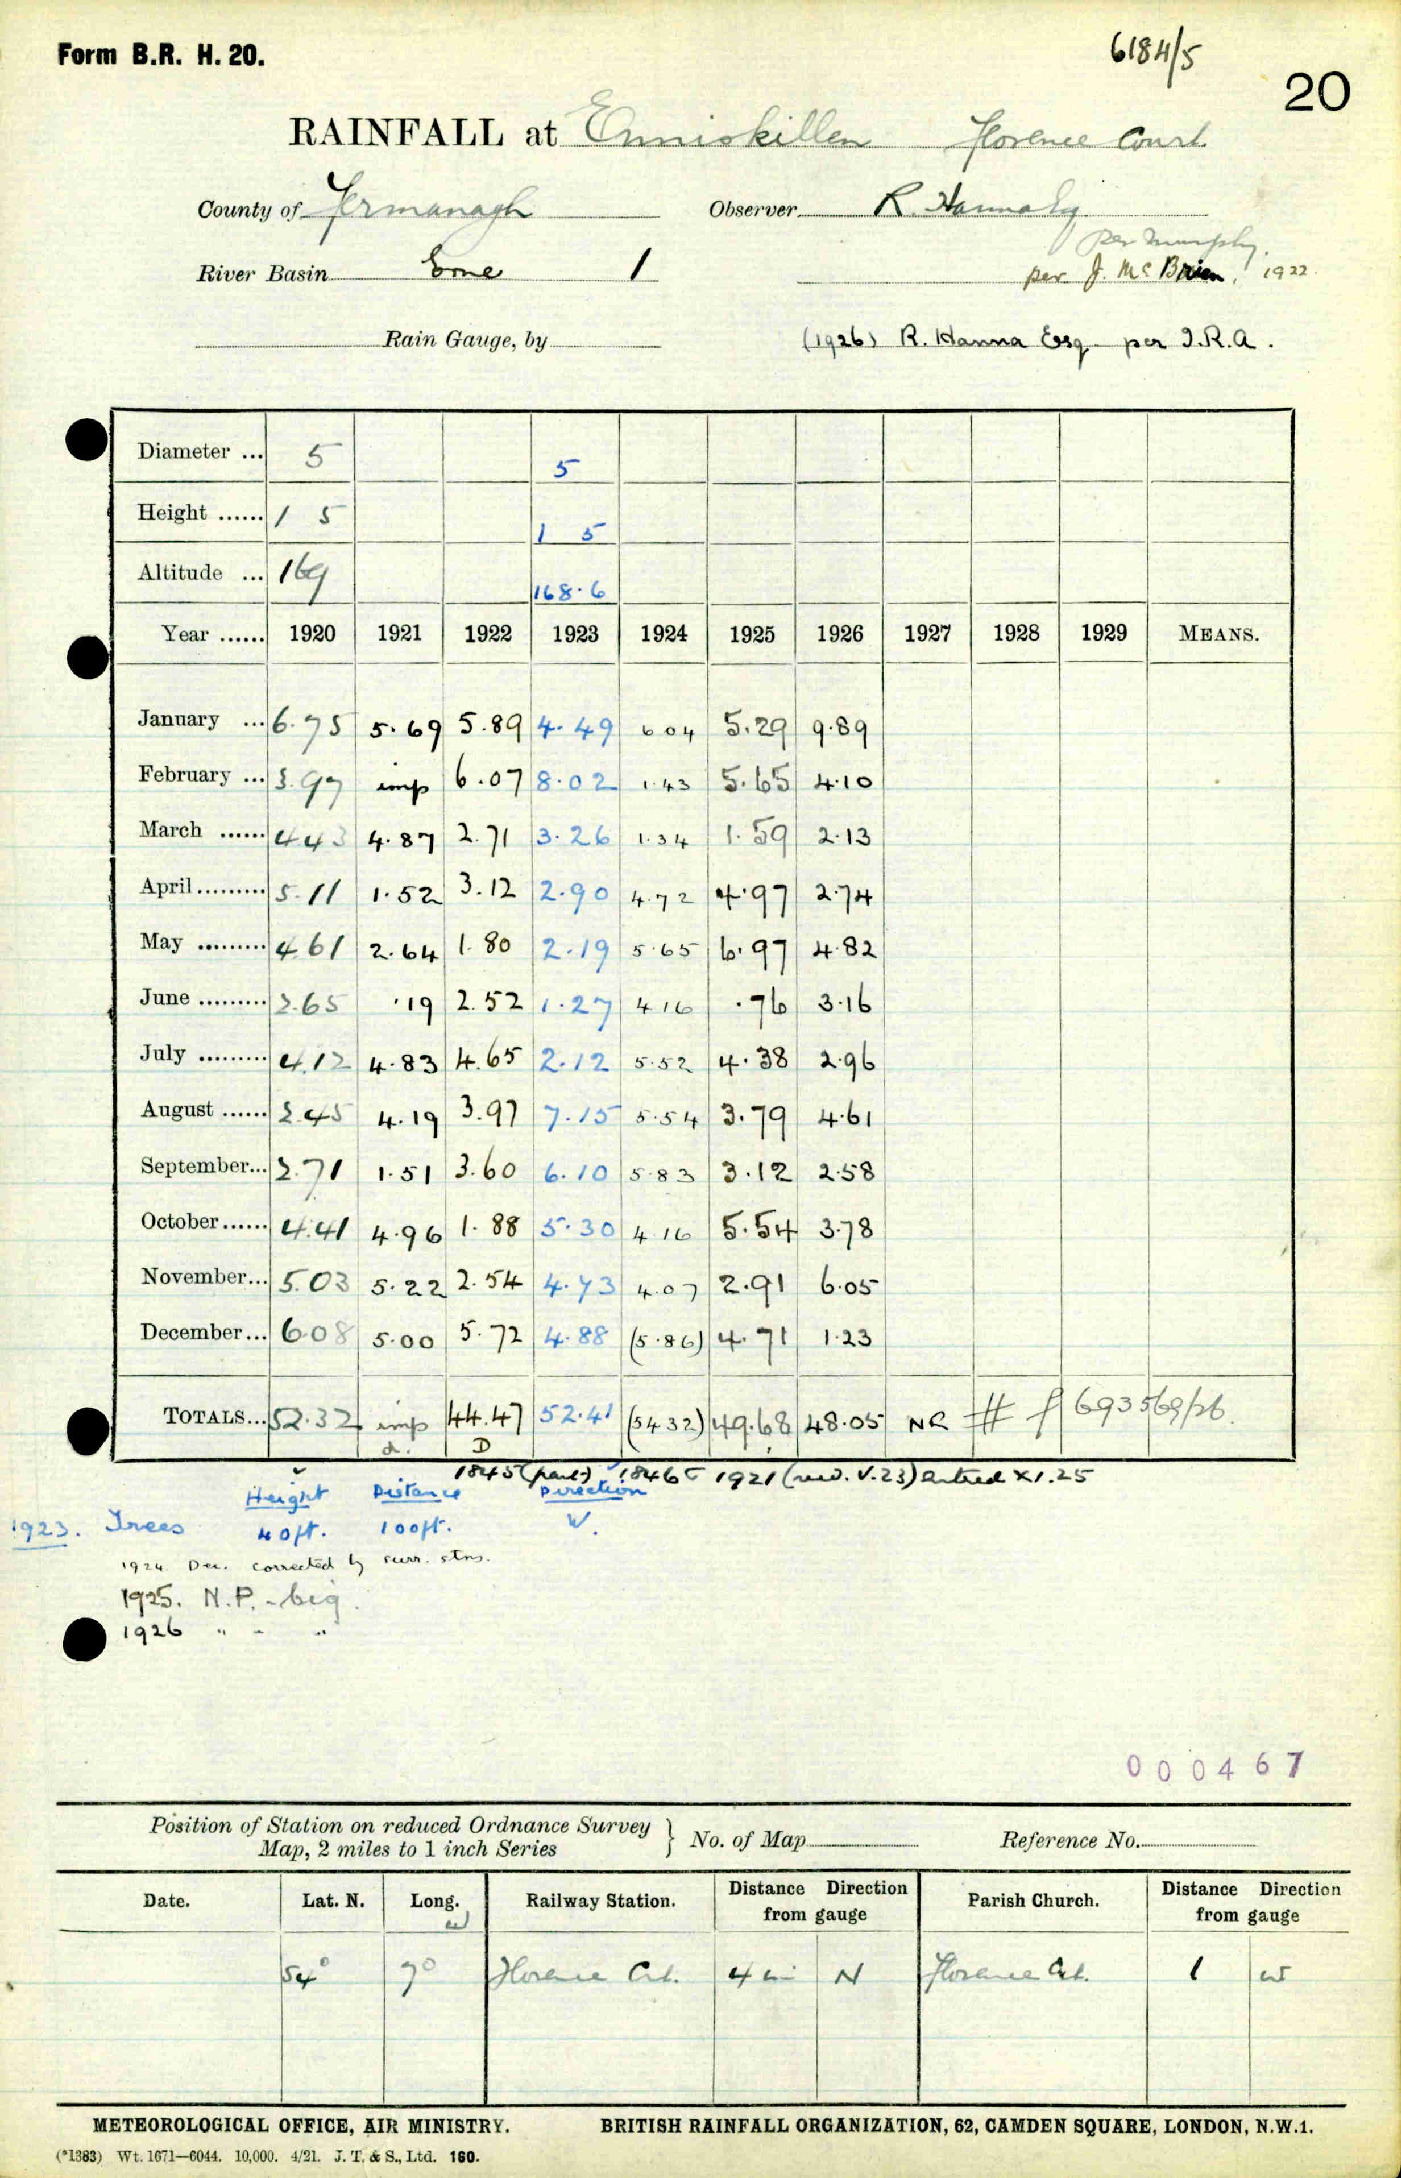 Form B.R. H. 20.
6184/5
20
RAINFALL at Enniskillen Florence Court
County of Fermanagh Observer R. Hanna Esq
per Murphy.
River Basin Erne 1 per J. McBrien, 1922.
Rain Gauge, by (1926) R. Hanna Esq. per I.R.A.
Diameter ... 5 5
Height ...... 1 5 1 5
Altitude ... 169 168.6
Year ...... 1920 1921 1922 1923 1924 1925 1926 1927 1928 1929 MEANS.
January ... 6.75 5.69 5.89 4.49 6 04 5.29 9.89
February ... 3.97 imp 6.07 8.02 1.43 5.65 4.10
March ...... 4.43 4.87 2.71 3.26 1.34 1.59 2.13
April ......... 5.11 1.52 3.12 2.90 4.72 4.97 2.74
May ......... 4.61 2.64 1.80 2.19 5.65 6.97 4.82
June ......... 2.65 .19 2.52 1.27 4 16 .76 3.16
July ......... 4.12 4.83 4.65 2.12 5.52 4.38 2.96
August ...... 2.45 4.19 3.97 7.15 5.54 3.79 4.61
September... 2.71 1.51 3.60 6.10 5.83 3.12 2.58
October...... 4.41 4.96 1.88 5.30 4 16 5.54 3.78
November... 5.03 5.22 2.54 4.73 4.07 2.91 6.05
December... 6.08 5.00 5.72 4.88 (5.86) 4.71 1.23
TOTALS... 52.32 imp 44.47 52.41 (54 32) 49.68 48.05 NR # f 693569/26.
d. D
1845 (part) 1846 1921 (red. V.23) entred x 1.25
Height Distance Direction
1923. Trees 40ft. 100ft. W.
1924 Dec. corrected by surr. stns.
1925. N.P. - big.
1926 " - "
000467
Position of Station on reduced Ordnance Survey
Map, 2 miles to 1 inch Series } No. of Map Reference No.
Date. Lat. N. Long. W Railway Station. Distance Direction from gauge Parish Church. Distance Direction from gauge
54° 7° Florence Crt. 4 m N Florence Crt. 1 W
METEOROLOGICAL OFFICE, AIR MINISTRY. BRITISH RAINFALL ORGANIZATION, 62, CAMDEN SQUARE, LONDON, N.W.1.
(*1383) Wt. 1671—6044. 10,000. 4/21. J. T. & S., Ltd. 160.